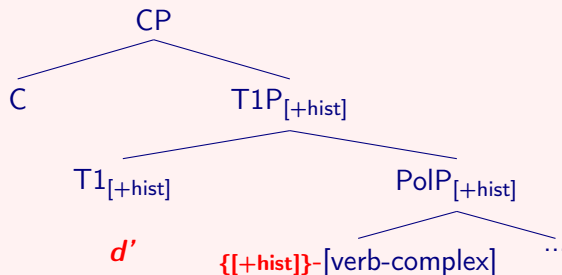 CP
C T1P[+hist]
T1[+hist] PolP[+hist]
d' {[+hist]}-[verb-complex] ...